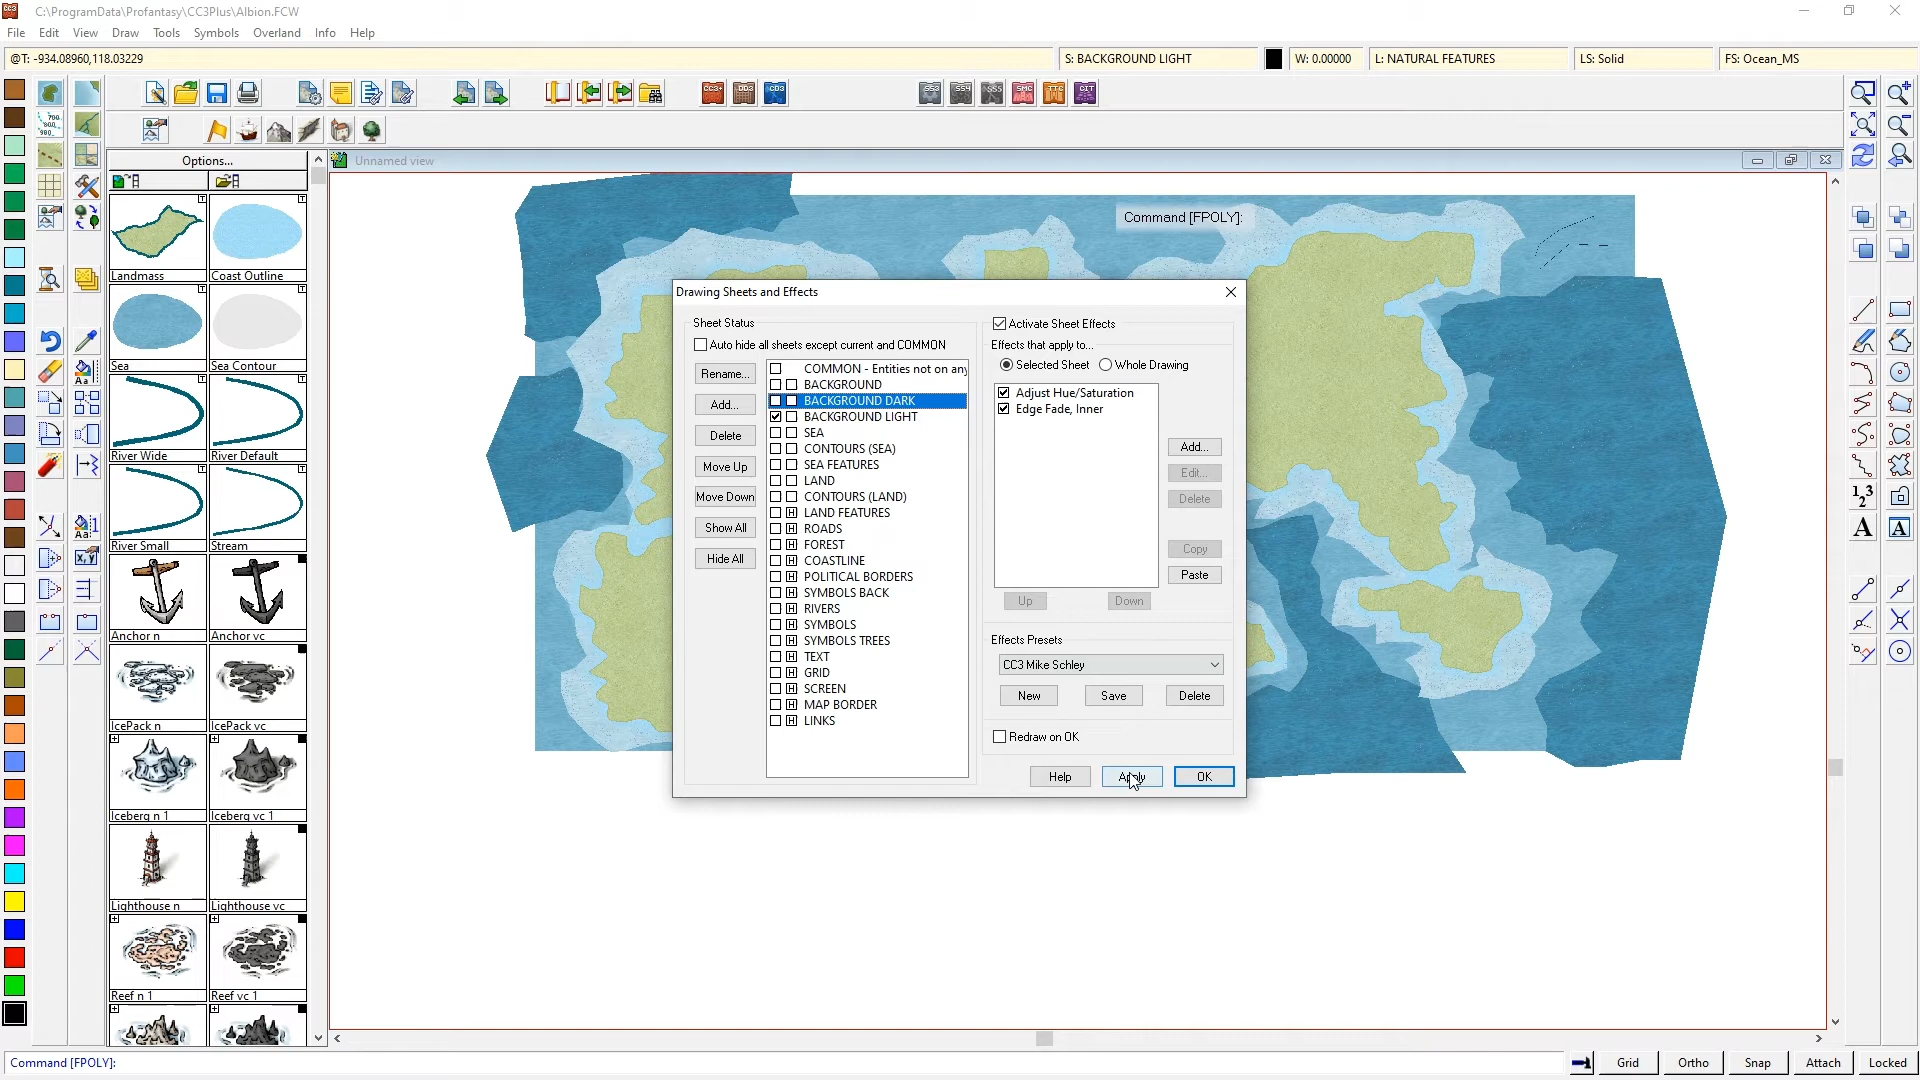 C:\ProgramData\Profantasy\CC3Plus\Albion.FCW
File Edit View Draw Tools Symbols Overland Info Help
@T: -934.08960,118.03229
S: BACKGROUND LIGHT
W: 0.00000
L: NATURAL FEATURES
LS: Solid
FS: Ocean_MS
Options...
Unnamed view
Command [FPOLY]:
Landmass
Coast Outline
Sea
Sea Contour
River Wide
River Default
River Small
Stream
Anchor n
Anchor vc
IcePack n
IcePack vc
Iceberg n 1
Iceberg vc 1
Lighthouse n
Lighthouse vc
Reef n 1
Reef vc 1
Drawing Sheets and Effects
Sheet Status
Auto hide all sheets except current and COMMON
Rename...
Add...
Delete
Move Up
Move Down
Show All
Hide All
COMMON - Entities not on any
BACKGROUND
BACKGROUND DARK
BACKGROUND LIGHT
SEA
CONTOURS (SEA)
SEA FEATURES
LAND
CONTOURS (LAND)
H LAND FEATURES
H ROADS
H FOREST
H COASTLINE
H POLITICAL BORDERS
H SYMBOLS BACK
H RIVERS
H SYMBOLS
H SYMBOLS TREES
H TEXT
H GRID
H SCREEN
H MAP BORDER
H LINKS
Activate Sheet Effects
Effects that apply to...
Selected Sheet
Whole Drawing
Adjust Hue/Saturation
Edge Fade, Inner
Add...
Edit...
Delete
Copy
Paste
Up
Down
Effects Presets
CC3 Mike Schley
New
Save
Delete
Redraw on OK
Help
Apply
OK
Command [FPOLY]:
Grid
Ortho
Snap
Attach
Locked